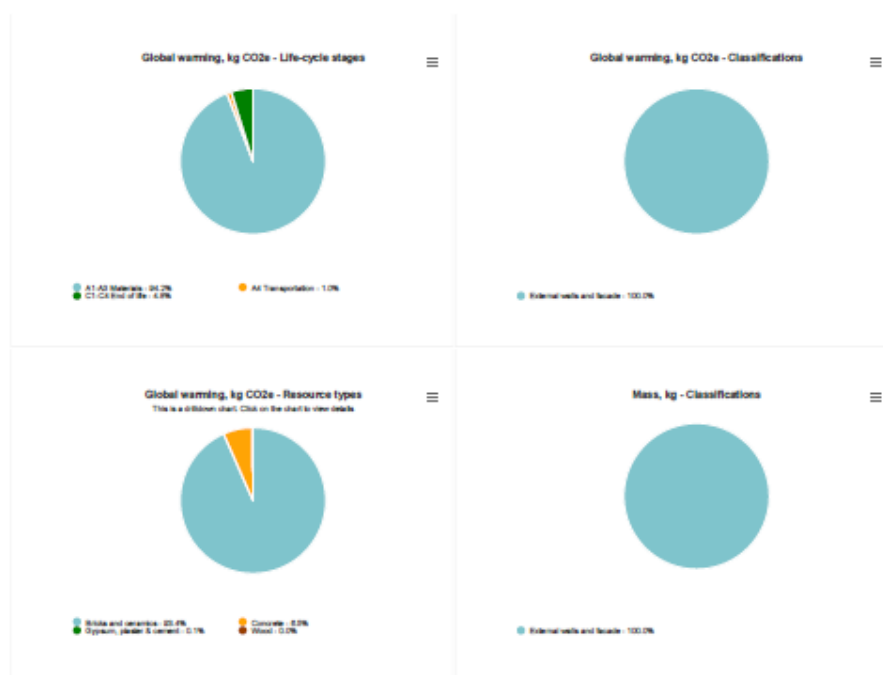 Global warming, kg CO2e - Life-cycle stages
A1-A3 Materials - 94.2%
A4 Transportation - 1.0%
C1-C4 End of life - 4.8%
Global warming, kg CO2e - Classifications
External walls and facade - 100.0%
Global warming, kg CO2e - Resource types
This is a drilldown chart. Click on the chart to view details
Bricks and ceramics - 93.4%
Concrete -
Gypsum, plaster & cement - 0.1%
Wood - 0.0%
Mass, kg - Classifications
External walls and facade - 100.0%